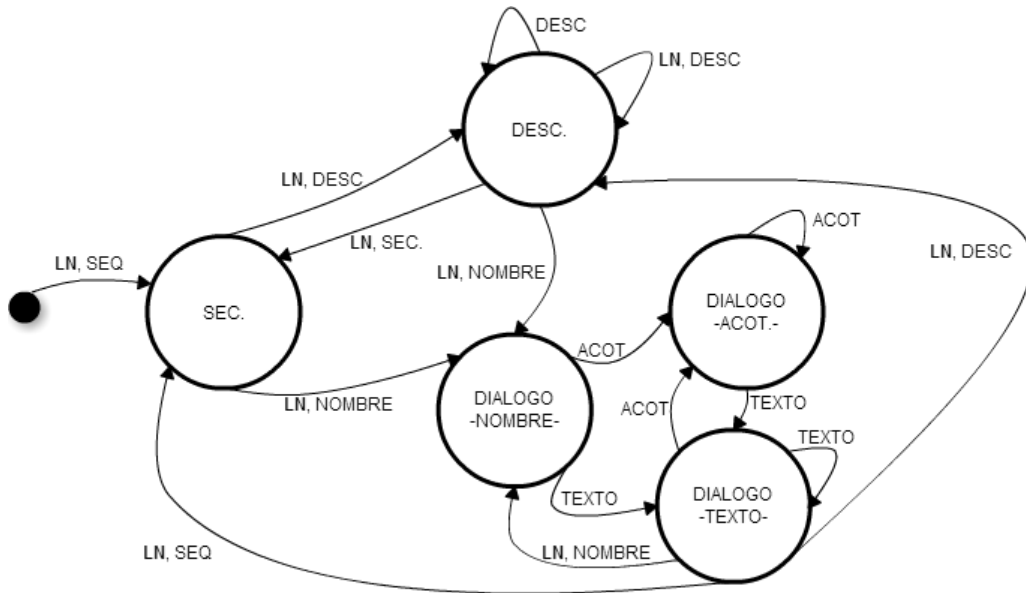 DESC
LN, DESC
DESC.
LN, DESC
LN, SEC.
LN, NOMBRE
ACOT
LN, DESC
LN, SEQ
SEC.
DIALOGO
-ACOT.-
ACOT
LN, NOMBRE
DIALOGO
-NOMBRE-
ACOT
TEXTO
TEXTO
TEXTO
DIALOGO
-TEXTO-
LN, SEQ
LN, NOMBRE